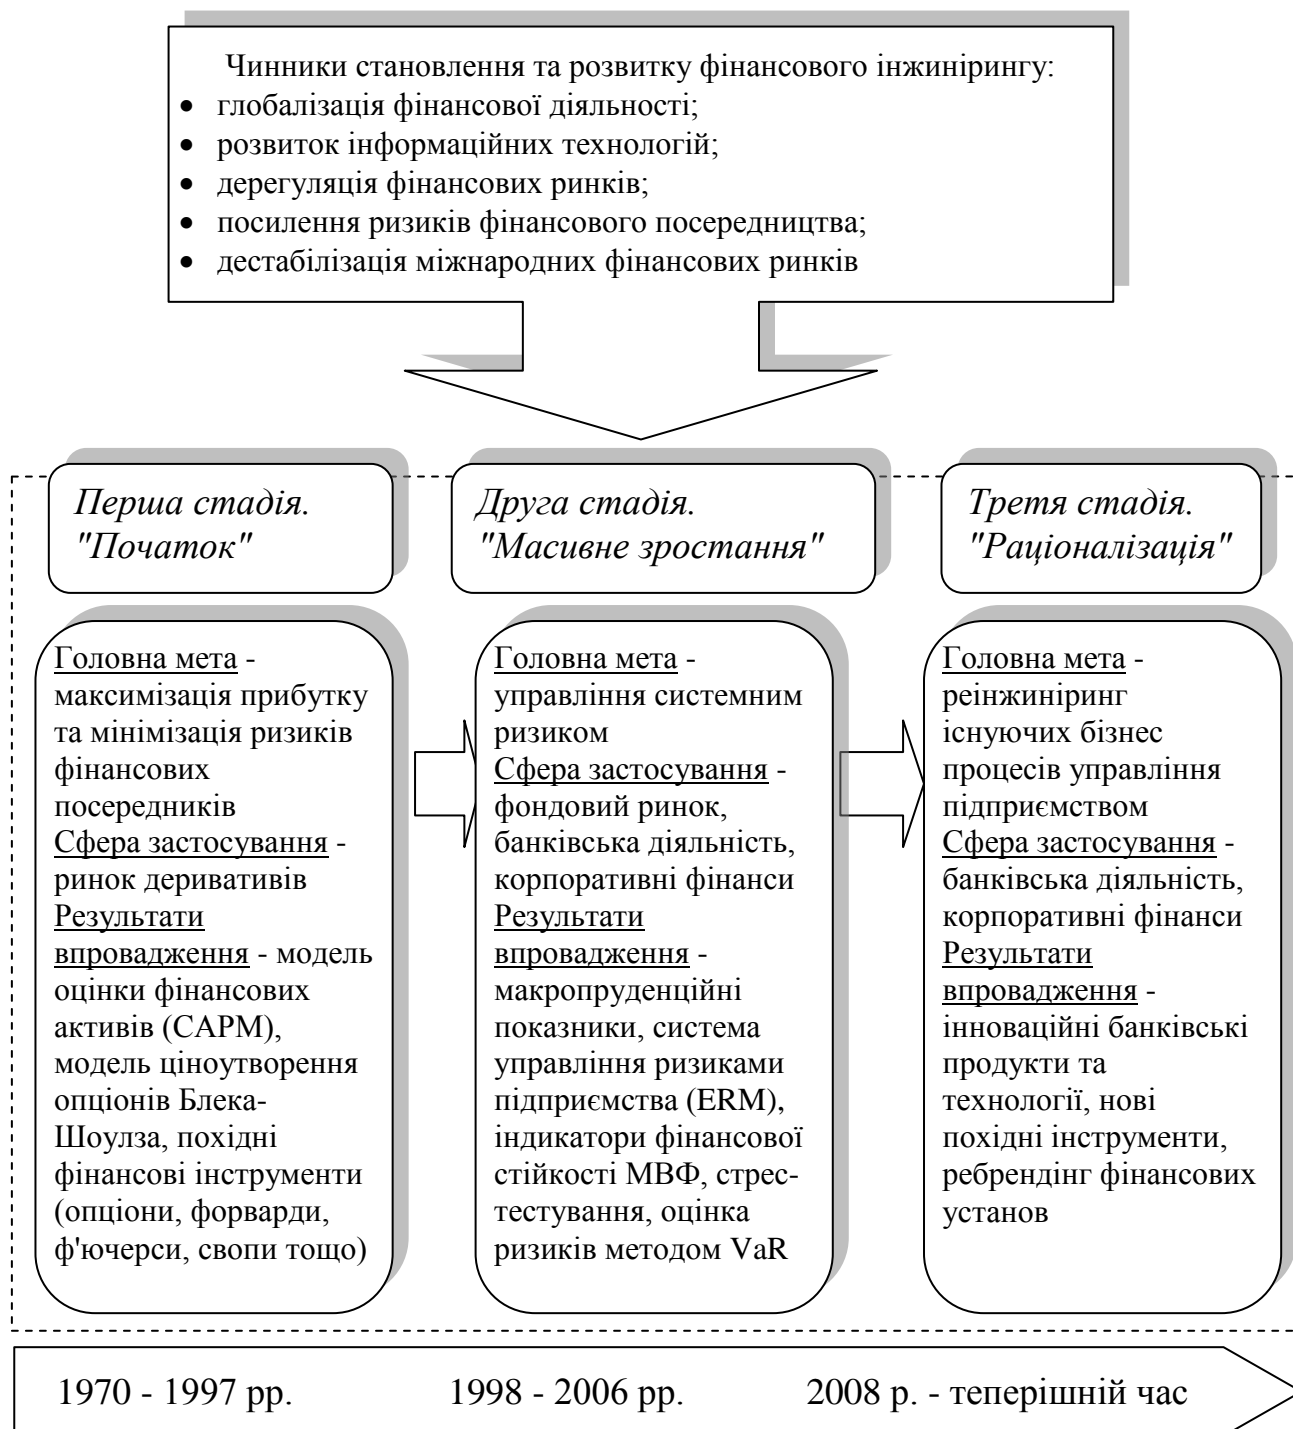 Чинники становлення та розвитку фінансового інжинірингу:
• глобалізація фінансової діяльності;
• розвиток інформаційних технологій;
• дерегуляція фінансових ринків;
• посилення ризиків фінансового посередництва;
• дестабілізація міжнародних фінансових ринків
Перша стадія.
"Початок"
Друга стадія.
"Масивне зростання"
Третя стадія.
"Раціоналізація"
Головна мета -
максимізація прибутку
та мінімізація ризиків
фінансових
посередників
Сфера застосування -
ринок деривативів
Результати
впровадження - модель
оцінки фінансових
активів (CAPM),
модель ціноутворення
опціонів Блека-
Шоулза, похідні
фінансові інструменти
(опціони, форварди,
ф'ючерси, свопи тощо)
Головна мета -
управління системним
ризиком
Сфера застосування -
фондовий ринок,
банківська діяльність,
корпоративні фінанси
Результати
впровадження -
макропруденційні
показники, система
управління ризиками
підприємства (ERM),
індикатори фінансової
стійкості МВФ, стрес-
тестування, оцінка
ризиків методом VaR
Головна мета -
реінжиніринг
існуючих бізнес
процесів управління
підприємством
Сфера застосування -
банківська діяльність,
корпоративні фінанси
Результати
впровадження -
інноваційні банківські
продукти та
технології, нові
похідні інструменти,
ребрендінг фінансових
установ
1970 - 1997 рр.
1998 - 2006 рр.
2008 р. - теперішній час